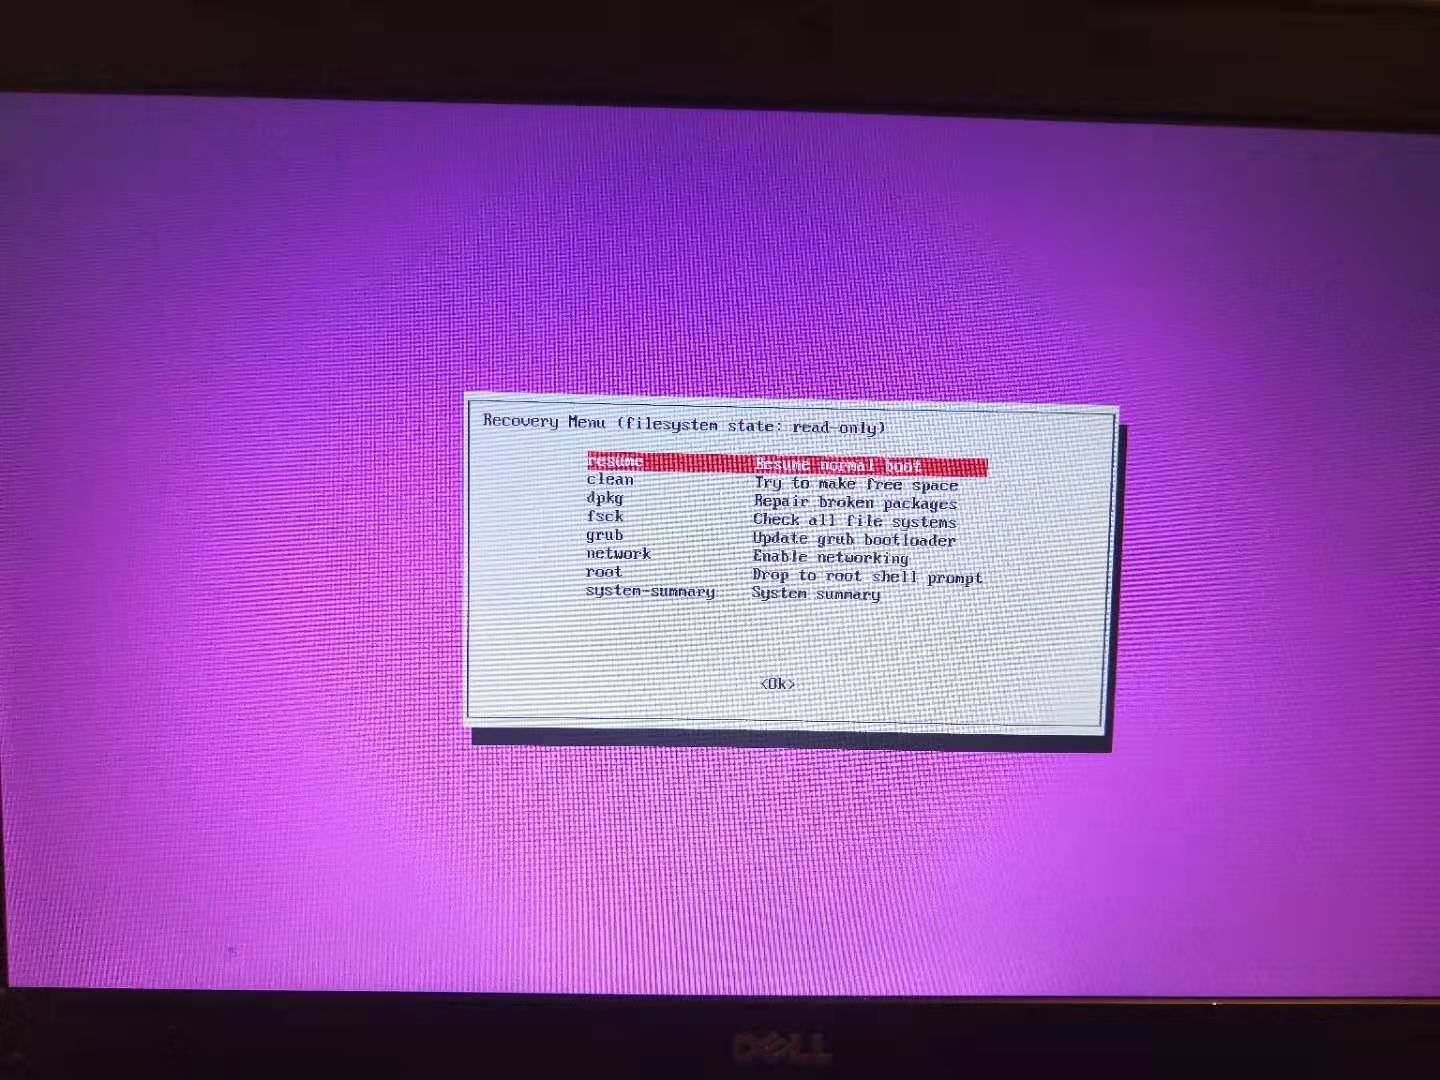 Recovery Menu (filesystem state: read-only)
resume Resume normal boot
clean Try to make free space
dpkg Repair broken packages
fsck Check all file systems
grub Update grub bootloader
network Enable networking
root Drop to root shell prompt
system-summary System summary
<Ok>
DELL